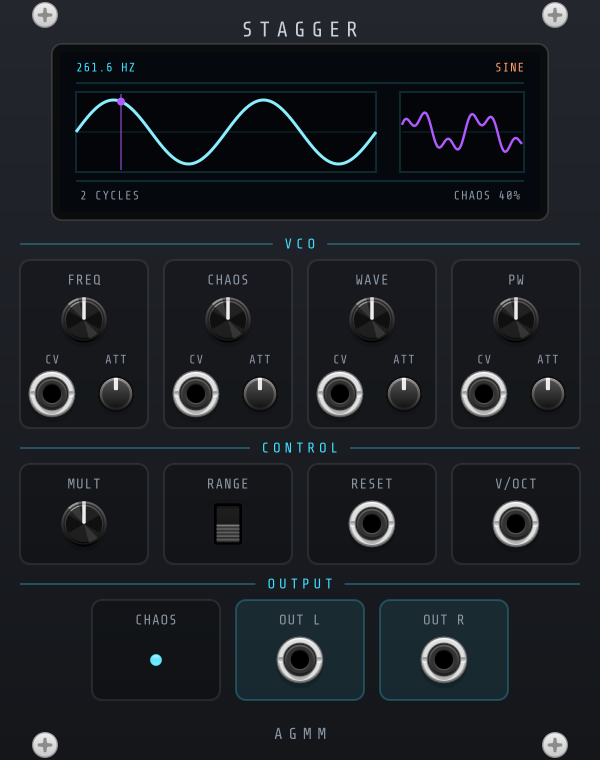 STAGGER
261.6 HZ SINE
2 CYCLES CHAOS 40%
VCO
FREQ CHAOS WAVE PW
CV ATT CV ATT CV ATT CV ATT
CONTROL
MULT RANGE RESET V/OCT
OUTPUT
CHAOS OUT L OUT R
AGMM